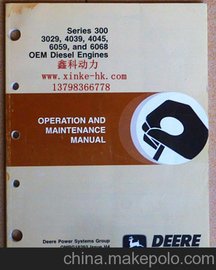 Series 300
3029, 4039, 4045,
6059, and 6068
OEM Diesel Engines
鑫科动力
www.xinke-hk.com
13798366778
OPERATION AND
MAINTENANCE
MANUAL
Deere Power Systems Group
DEERE
china.makepolo.com